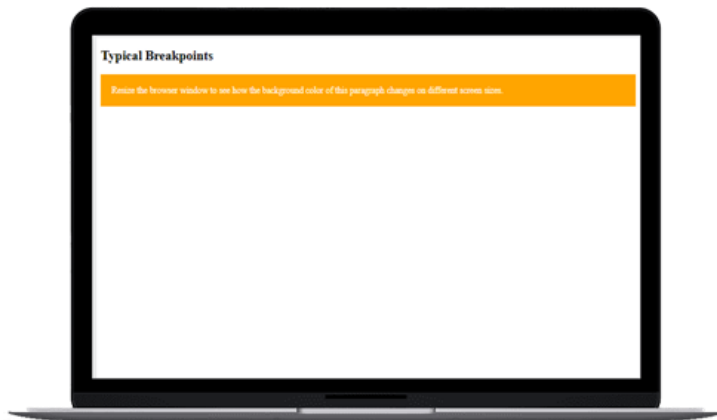 Typical Breakpoints
Resize the browser window to see how the background color of this paragraph changes on different screen sizes.